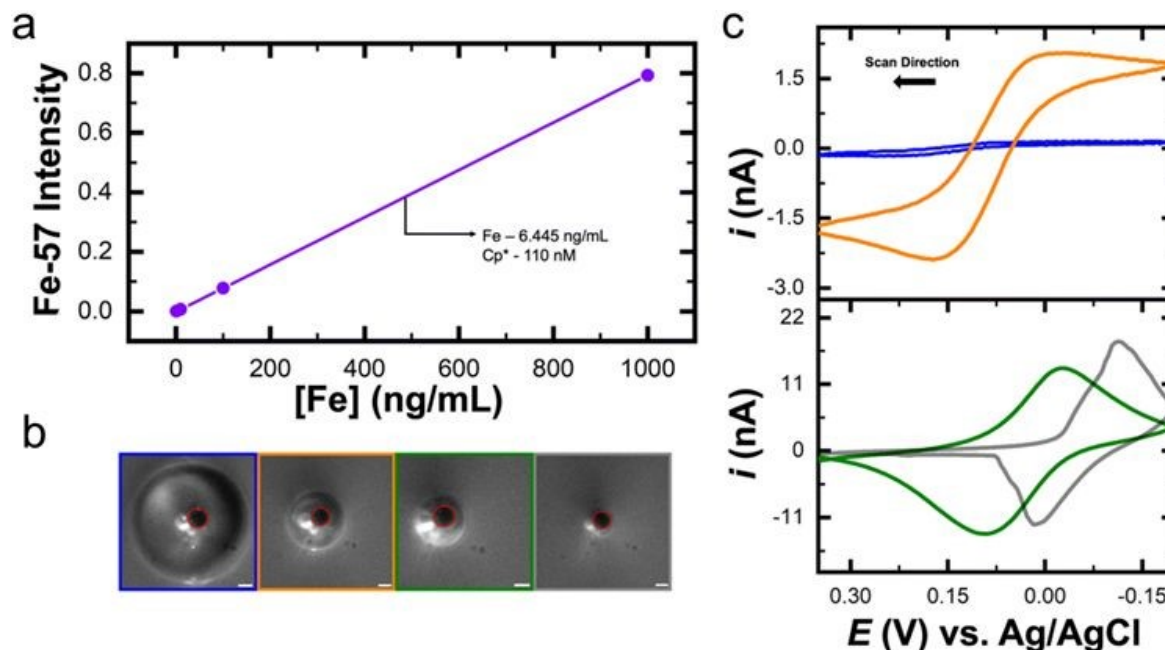 a
Fe-57 Intensity
0.8
0.6
0.4
0.2
0.0
Fe – 6.445 ng/mL
Cp* - 110 nM
0 200 400 600 800 1000
[Fe] (ng/mL)
b
c
Scan Direction
i (nA)
1.5
0.0
-1.5
-3.0
i (nA)
22
11
0
-11
0.30 0.15 0.00 -0.15
E (V) vs. Ag/AgCl